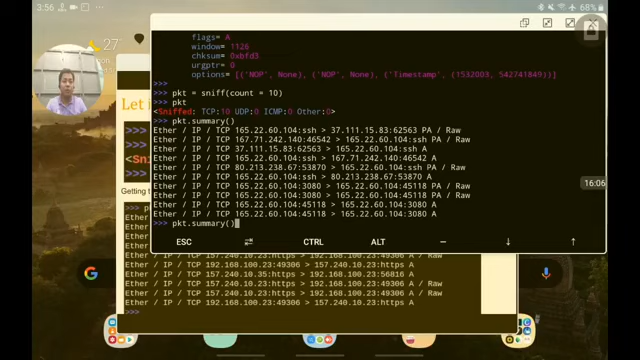 3:56
68%
27°
flags= A
window= 1126
chksum= 0xbfd3
urgptr= 0
options= [('NOP', None), ('NOP', None), ('Timestamp', (1532003, 542741849))]
>>>
>>> pkt = sniff(count = 10)
>>> pkt
<Sniffed: TCP:10 UDP:0 ICMP:0 Other:0>
>>> pkt.summary()
Ether / IP / TCP 165.22.60.104:ssh > 37.111.15.83:62563 PA / Raw
Ether / IP / TCP 167.71.242.140:46542 > 165.22.60.104:ssh PA / Raw
Ether / IP / TCP 37.111.15.83:62563 > 165.22.60.104:ssh A
Ether / IP / TCP 165.22.60.104:ssh > 167.71.242.140:46542 A
Ether / IP / TCP 80.213.238.67:53870 > 165.22.60.104:ssh PA / Raw
Ether / IP / TCP 165.22.60.104:ssh > 80.213.238.67:53870 A
Ether / IP / TCP 165.22.60.104:3080 > 165.22.60.104:45118 PA / Raw
Ether / IP / TCP 165.22.60.104:3080 > 165.22.60.104:45118 PA / Raw
Ether / IP / TCP 165.22.60.104:45118 > 165.22.60.104:3080 A
Ether / IP / TCP 165.22.60.104:45118 > 165.22.60.104:3080 A
>>> pkt.summary()
ESC CTRL ALT — ↓ ↑
16:06
Let
>>>
>>>
<Sni
>>>
Getting t
>>> p
Ether
Ether
Ether
Ether
Ether / IP / TCP 157.240.10.23:https > 192.168.100.23:49306 A / Raw
Ether / IP / TCP 192.168.100.23:49306 > 157.240.10.23:https A
Ether / IP / TCP 157.240.10.35:https > 192.168.100.23:56816 A
Ether / IP / TCP 157.240.10.23:https > 192.168.100.23:49306 A / Raw
Ether / IP / TCP 157.240.10.23:https > 192.168.100.23:49306 A / Raw
Ether / IP / TCP 192.168.100.23:49306 > 157.240.10.23:https A
>>>